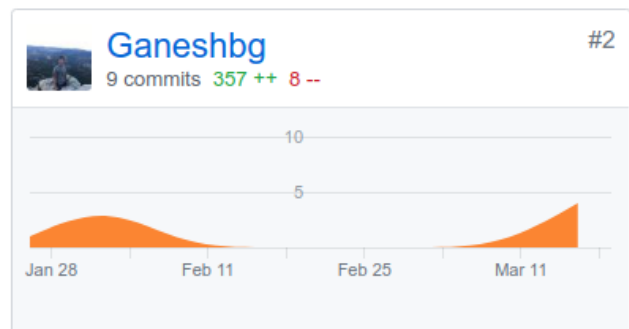 Ganeshbg
#2
9 commits 357 ++ 8 --
10
5
Jan 28 Feb 11 Feb 25 Mar 11